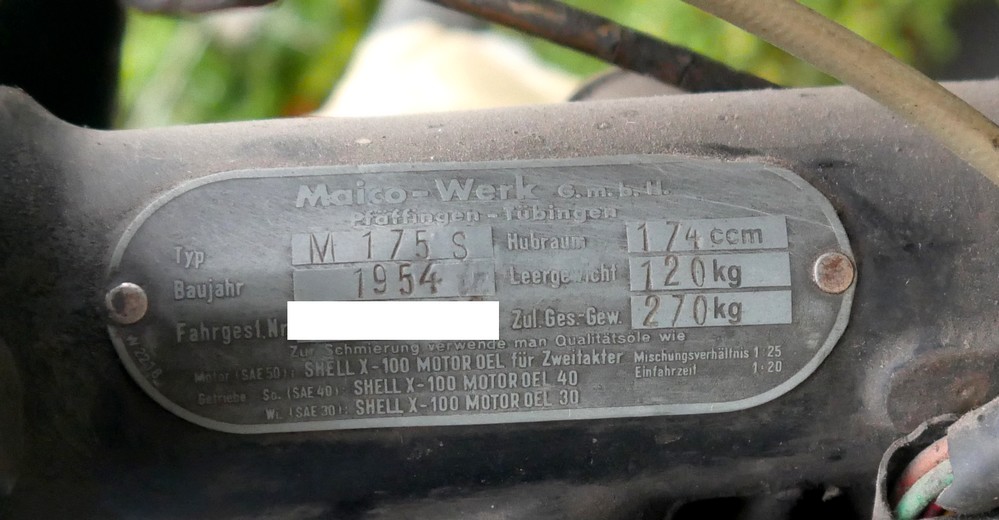 Maico-Werk G.m.b.H.
Pfäffingen-Tübingen
Typ M 175 S Hubraum 174 ccm
Baujahr 1954 Leergewicht 120 kg
Fahrgest.Nr. Zul.Ges.-Gew. 270 kg
Zur Schmierung verwende man Qualitätsöle wie
Motor (SAE 50): SHELL X-100 MOTOR OEL für Zweitakter Mischungsverhältnis 1:25
Getriebe So. (SAE 40): SHELL X-100 MOTOR OEL 40 Einfahrzeit 1:20
Wi. (SAE 30): SHELL X-100 MOTOR OEL 30